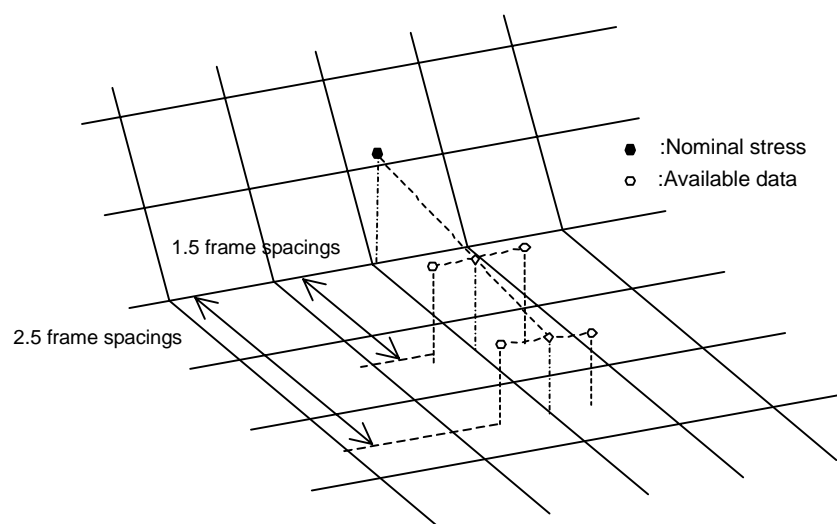 :Nominal stress
:Available data
1.5 frame spacings
2.5 frame spacings